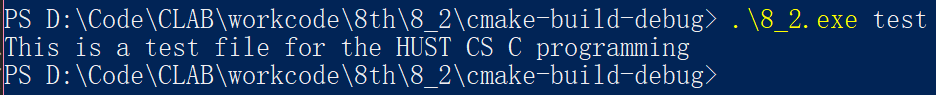 PS D:\Code\CLAB\workcode\8th\8_2\cmake-build-debug> .\8_2.exe test
This is a test file for the HUST CS C programming
PS D:\Code\CLAB\workcode\8th\8_2\cmake-build-debug>